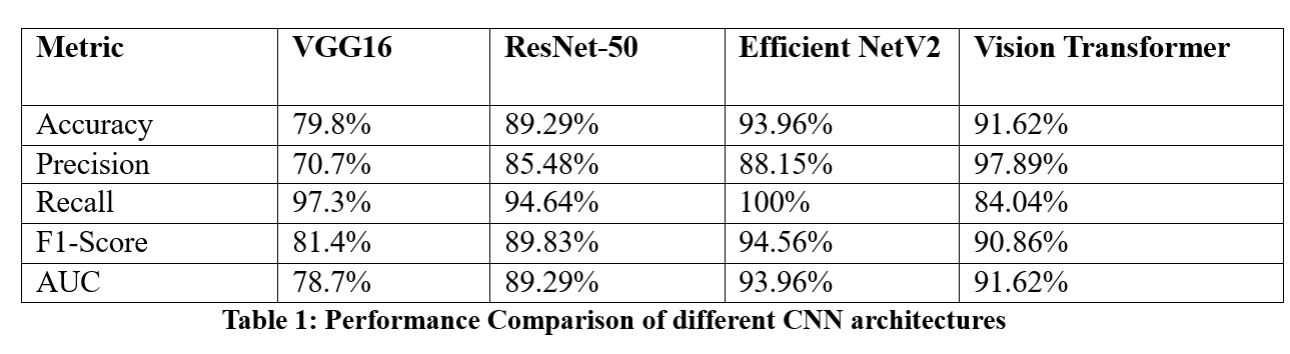 Metric VGG16 ResNet-50 Efficient NetV2 Vision Transformer
Accuracy 79.8% 89.29% 93.96% 91.62%
Precision 70.7% 85.48% 88.15% 97.89%
Recall 97.3% 94.64% 100% 84.04%
F1-Score 81.4% 89.83% 94.56% 90.86%
AUC 78.7% 89.29% 93.96% 91.62%
Table 1: Performance Comparison of different CNN architectures